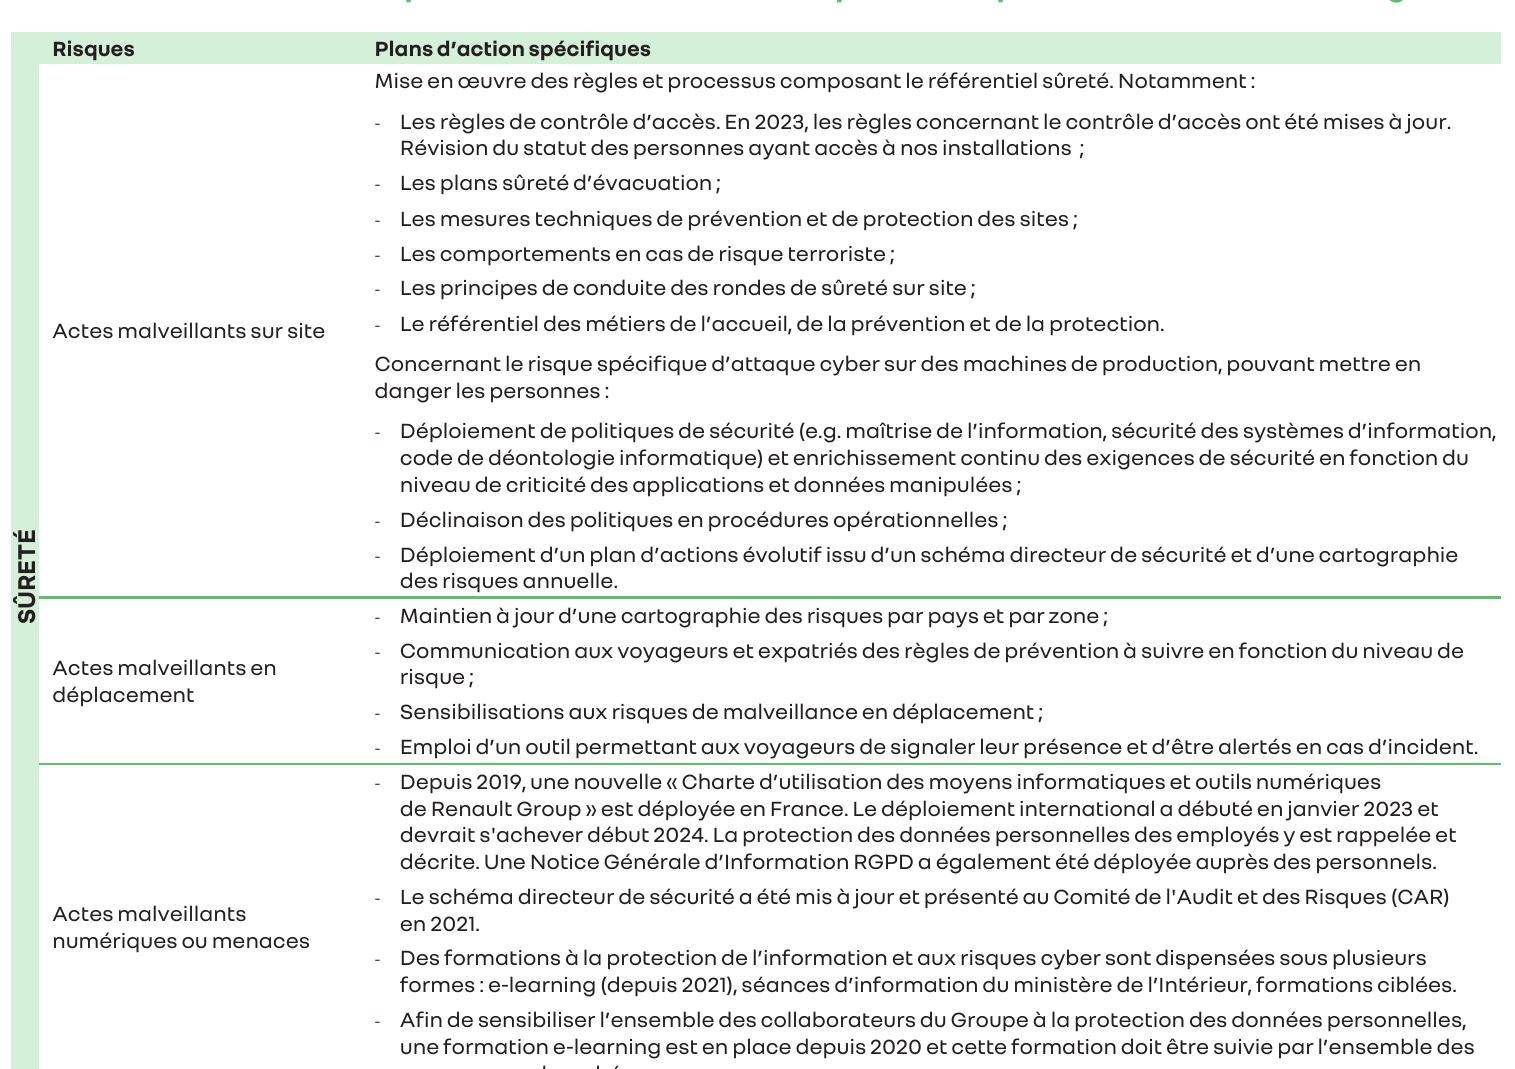 Risques Plans d’action spécifiques
Mise en œuvre des règles et processus composant le référentiel sûreté. Notamment :
- Les règles de contrôle d’accès. En 2023, les règles concernant le contrôle d’accès ont été mises à jour.
Révision du statut des personnes ayant accès à nos installations ;
- Les plans sûreté d’évacuation ;
- Les mesures techniques de prévention et de protection des sites ;
- Les comportements en cas de risque terroriste ;
- Les principes de conduite des rondes de sûreté sur site ;
- Le référentiel des métiers de l’accueil, de la prévention et de la protection.
Actes malveillants sur site
Concernant le risque spécifique d’attaque cyber sur des machines de production, pouvant mettre en
danger les personnes :
- Déploiement de politiques de sécurité (e.g. maîtrise de l’information, sécurité des systèmes d’information,
code de déontologie informatique) et enrichissement continu des exigences de sécurité en fonction du
niveau de criticité des applications et données manipulées ;
- Déclinaison des politiques en procédures opérationnelles ;
- Déploiement d’un plan d’actions évolutif issu d’un schéma directeur de sécurité et d’une cartographie
des risques annuelle.
SÛRETÉ
- Maintien à jour d’une cartographie des risques par pays et par zone ;
- Communication aux voyageurs et expatriés des règles de prévention à suivre en fonction du niveau de
risque ;
Actes malveillants en
déplacement
- Sensibilisations aux risques de malveillance en déplacement ;
- Emploi d’un outil permettant aux voyageurs de signaler leur présence et d’être alertés en cas d’incident.
- Depuis 2019, une nouvelle « Charte d’utilisation des moyens informatiques et outils numériques
de Renault Group » est déployée en France. Le déploiement international a débuté en janvier 2023 et
devrait s'achever début 2024. La protection des données personnelles des employés y est rappelée et
décrite. Une Notice Générale d’Information RGPD a également été déployée auprès des personnels.
- Le schéma directeur de sécurité a été mis à jour et présenté au Comité de l'Audit et des Risques (CAR)
en 2021.
Actes malveillants
numériques ou menaces
- Des formations à la protection de l’information et aux risques cyber sont dispensées sous plusieurs
formes : e-learning (depuis 2021), séances d’information du ministère de l’Intérieur, formations ciblées.
- Afin de sensibiliser l’ensemble des collaborateurs du Groupe à la protection des données personnelles,
une formation e-learning est en place depuis 2020 et cette formation doit être suivie par l’ensemble des